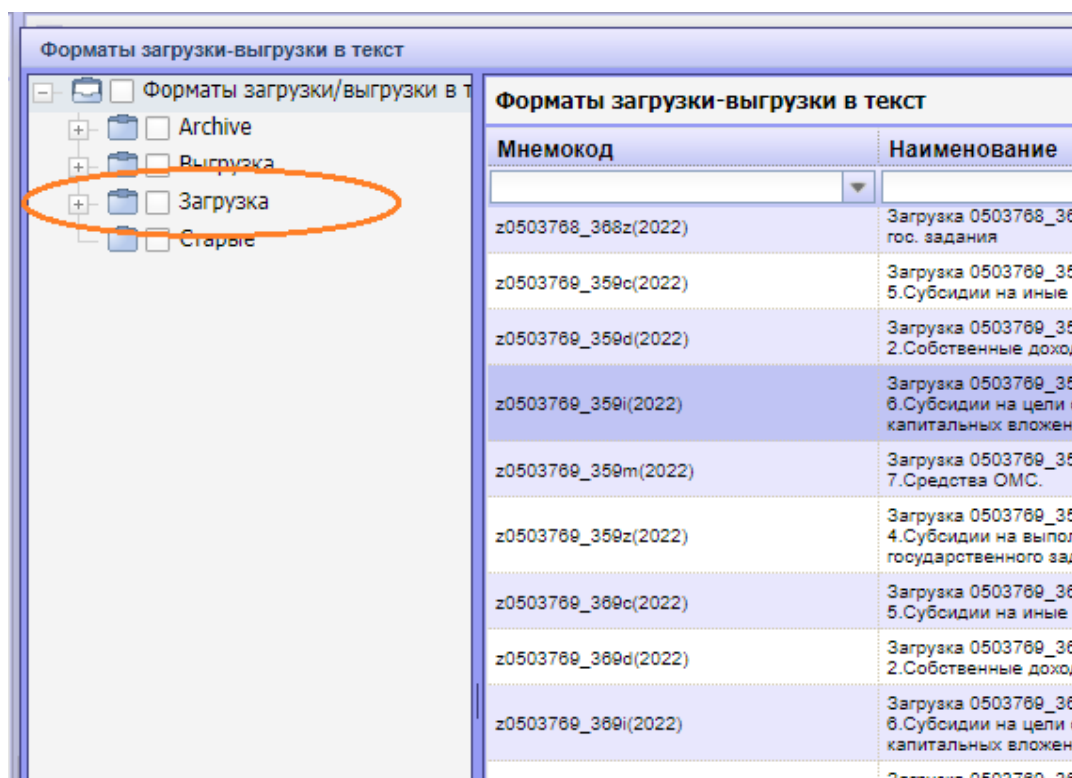 Форматы загрузки-выгрузки в текст
Форматы загрузки/выгрузки в т
Archive
Выгрузка
Загрузка
Старые
Форматы загрузки-выгрузки в текст
Мнемокод
Наименование
z0503768_368z(2022)
Загрузка 0503768_36
гос. задания
z0503769_359c(2022)
Загрузка 0503769_35
5.Субсидии на иные
z0503769_359d(2022)
Загрузка 0503769_35
2.Собственные доход
z0503769_359i(2022)
Загрузка 0503769_35
6.Субсидии на цели
капитальных вложен
z0503769_359m(2022)
Загрузка 0503769_35
7.Средства ОМС.
z0503769_359z(2022)
Загрузка 0503769_35
4.Субсидии на выпол
государственного зад
z0503769_369c(2022)
Загрузка 0503769_36
5.Субсидии на иные
z0503769_369d(2022)
Загрузка 0503769_36
2.Собственные доход
z0503769_369i(2022)
Загрузка 0503769_36
6.Субсидии на цели
капитальных вложен